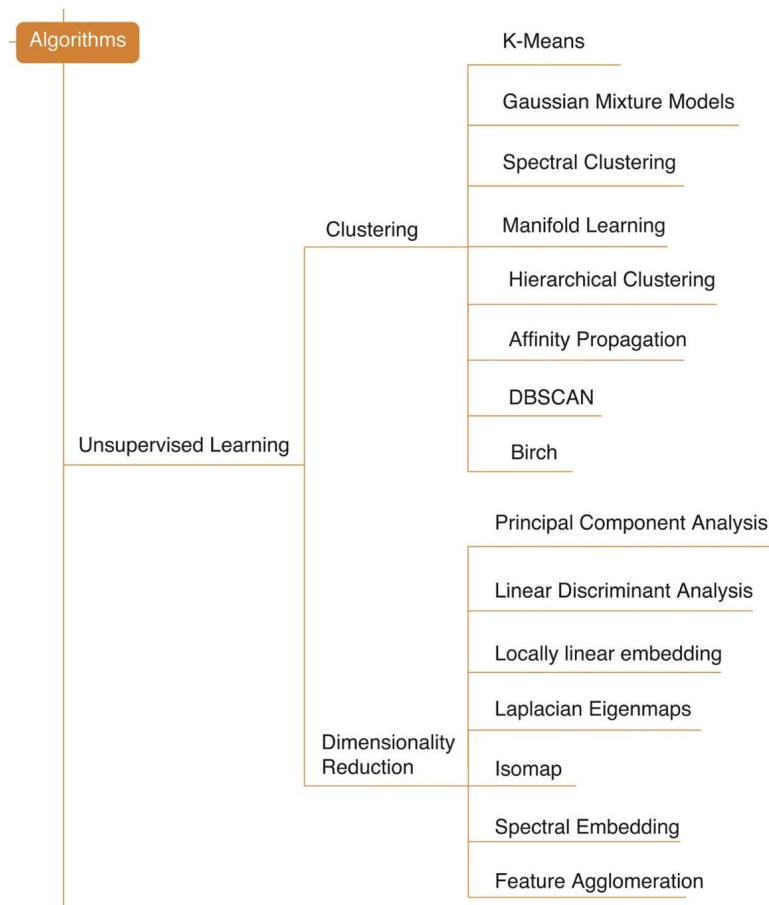 Algorithms
K-Means
Gaussian Mixture Models
Spectral Clustering
Clustering
Manifold Learning
Hierarchical Clustering
Affinity Propagation
DBSCAN
Unsupervised Learning
Birch
Principal Component Analysis
Linear Discriminant Analysis
Locally linear embedding
Laplacian Eigenmaps
Dimensionality
Reduction
Isomap
Spectral Embedding
Feature Agglomeration